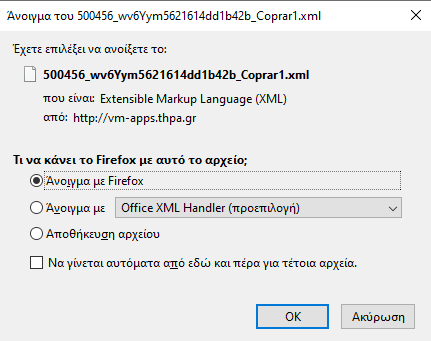 Άνοιγμα του 500456_wv6Yym5621614dd1b42b_Coprar1.xml
Έχετε επιλέξει να ανοίξετε το:
500456_wv6Yym5621614dd1b42b_Coprar1.xml
που είναι: Extensible Markup Language (XML)
από: http://vm-apps.thpa.gr
Τι να κάνει το Firefox με αυτό το αρχείο;
Άνοιγμα με Firefox
Άνοιγμα με Office XML Handler (προεπιλογή)
Αποθήκευση αρχείου
Να γίνεται αυτόματα από εδώ και πέρα για τέτοια αρχεία.
OK Ακύρωση